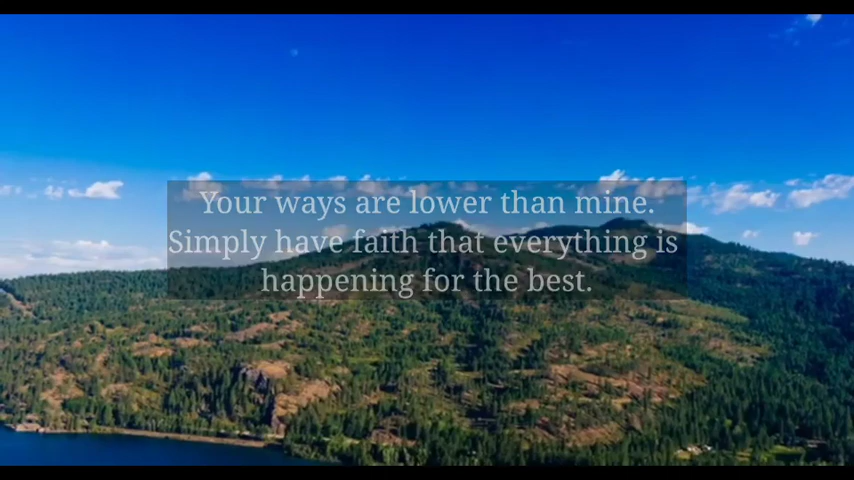 Your ways are lower than mine.
Simply have faith that everything is
happening for the best.